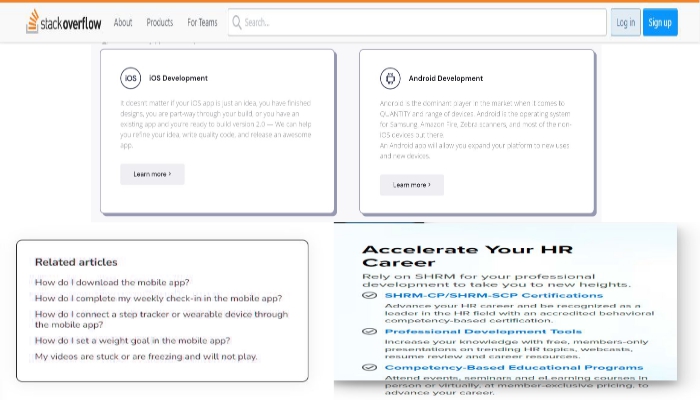 stackoverflow
About
Products
For Teams
Search...
Log in
Sign up
iOS
iOS Development
It doesn't matter if your iOS app is just an idea, you have finished
designs, you are part-way through your build, or you have an
existing app and you're ready to build version 2.0 — We can help
you refine your idea, write quality code, and release an awesome
app.
Learn more ›
Android Development
Android is the dominant player in the market when it comes to
QUANTITY and range of devices. Android is the operating system
for Samsung, Amazon Fire, Zebra scanners, and most of the non-
iOS devices out there.
An Android app will allow you expand your platform to new uses
and new devices.
Learn more ›
Related articles
How do I download the mobile app?
How do I complete my weekly check-in in the mobile app?
How do I connect a step tracker or wearable device through
the mobile app?
How do I set a weight goal in the mobile app?
My videos are stuck or are freezing and will not play.
Accelerate Your HR
Career
Rely on SHRM for your professional
development to take you to new heights.
SHRM-CP/SHRM-SCP Certifications
Advance your HR career and be recognized as a
leader in the HR field with an accredited behavioral
competency-based certification.
Professional Development Tools
Increase your knowledge with free, members-only
presentations on trending HR topics, webcasts,
resume review and career resources.
Competency-Based Educational Programs
Attend events, seminars and eLearning courses in
person or virtually, at member-exclusive pricing, to
advance your career.